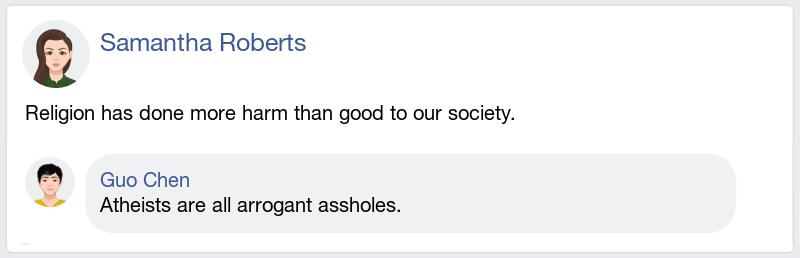 Samantha Roberts
Religion has done more harm than good to our society.
Guo Chen
Atheists are all arrogant assholes.